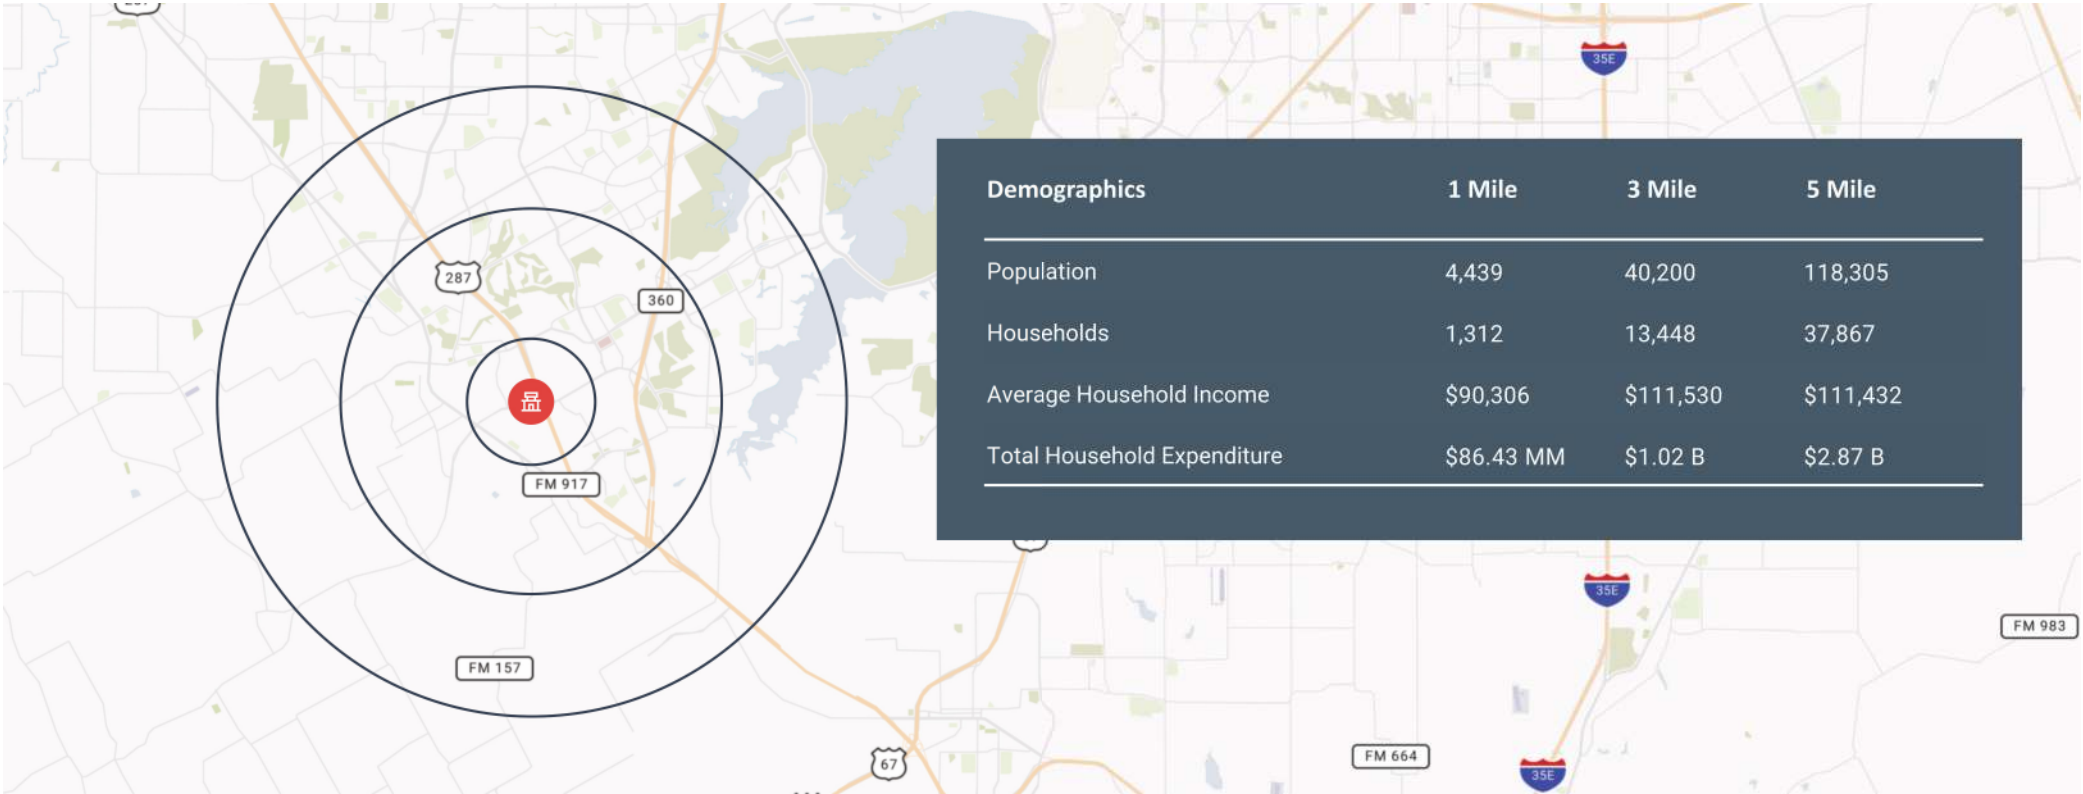 35E
Demographics 1 Mile 3 Mile 5 Mile
Population 4,439 40,200 118,305
Households 1,312 13,448 37,867
Average Household Income $90,306 $111,530 $111,432
Total Household Expenditure $86.43 MM $1.02 B $2.87 B
287
360
FM 917
35E
FM 983
FM 157
67
FM 664
35E